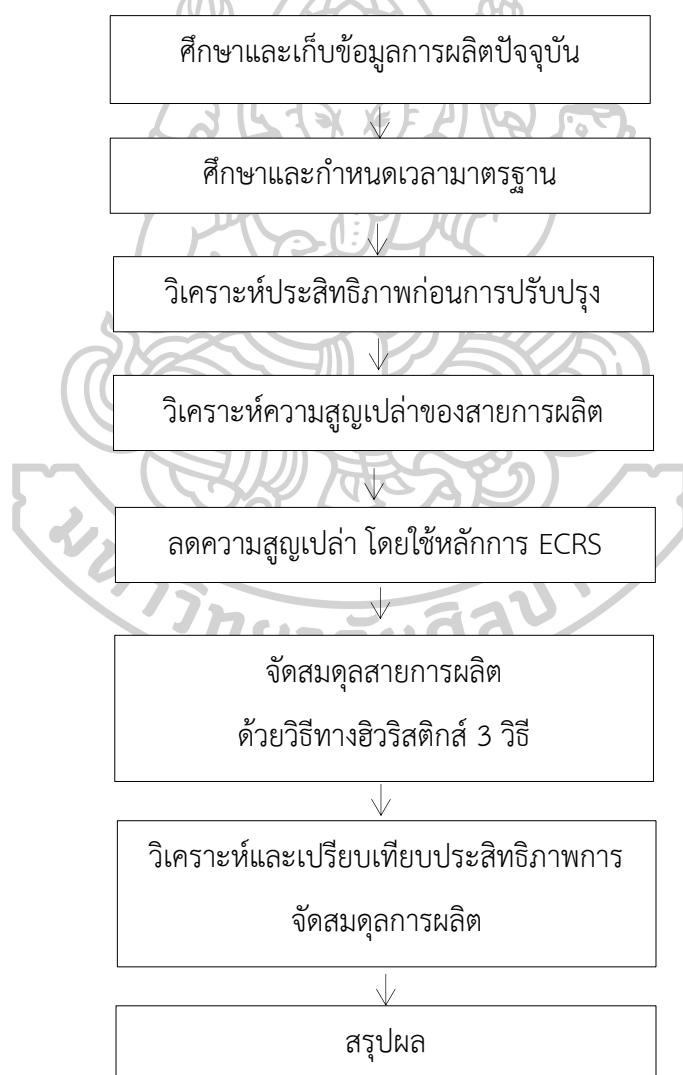 ศึกษาและเก็บข้อมูลการผลิตปัจจุบัน
ศึกษาและกำหนดเวลามาตรฐาน
วิเคราะห์ประสิทธิภาพก่อนการปรับปรุง
วิเคราะห์ความสูญเปล่าของสายการผลิต
ลดความสูญเปล่า โดยใช้หลักการ ECRS
จัดสมดุลสายการผลิต
ด้วยวิธีทางฮิวริสติกส์ 3 วิธี
วิเคราะห์และเปรียบเทียบประสิทธิภาพการ
จัดสมดุลการผลิต
สรุปผล